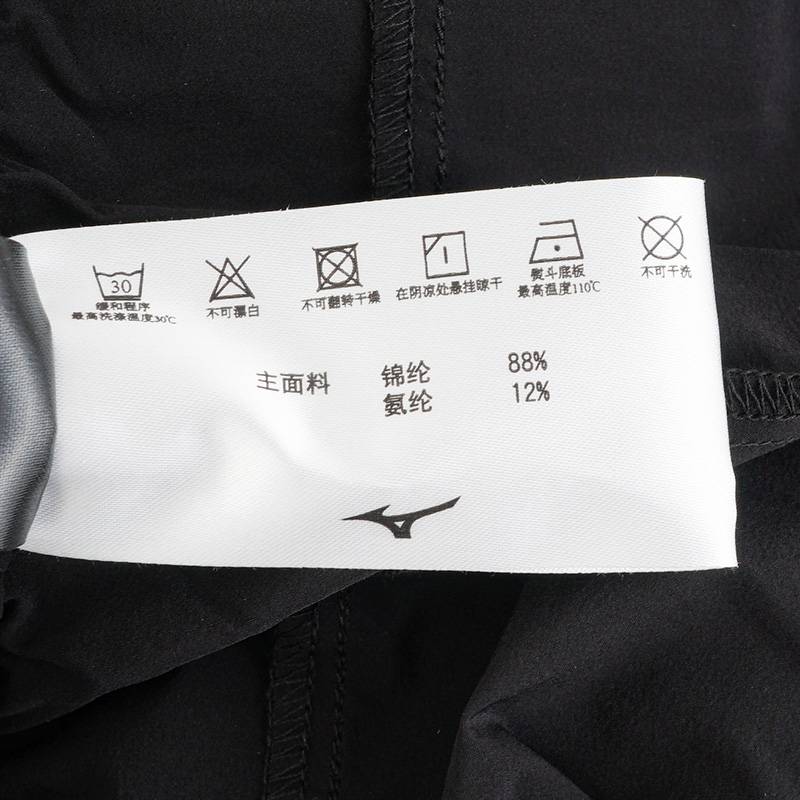 30
缓和程序
最高洗涤温度30℃
不可漂白
不可翻转干燥
在阴凉处悬挂晾干
熨斗底板
最高温度110℃
不可干洗
主面料 锦纶 88%
氨纶 12%